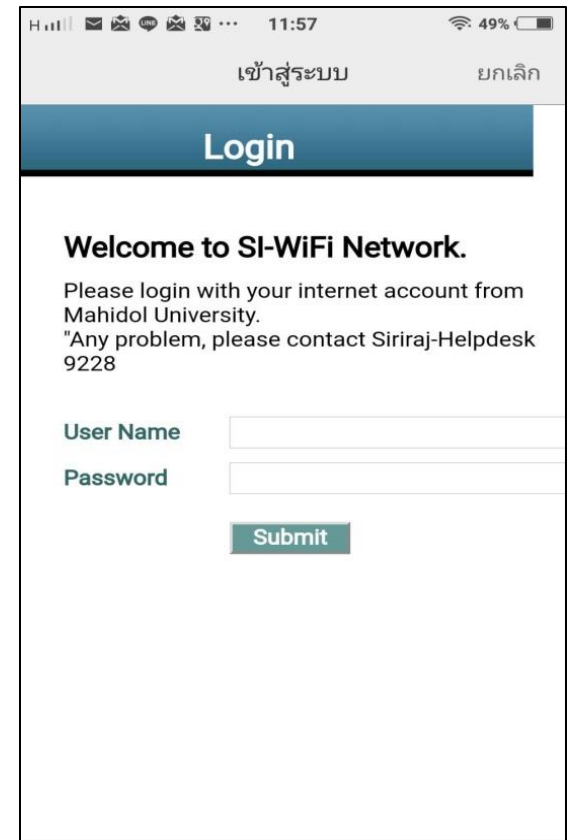 H 11:57 49%
เข้าสู่ระบบ ยกเลิก
Login
Welcome to SI-WiFi Network.
Please login with your internet account from
Mahidol University.
"Any problem, please contact Siriraj-Helpdesk
9228
User Name
Password
Submit